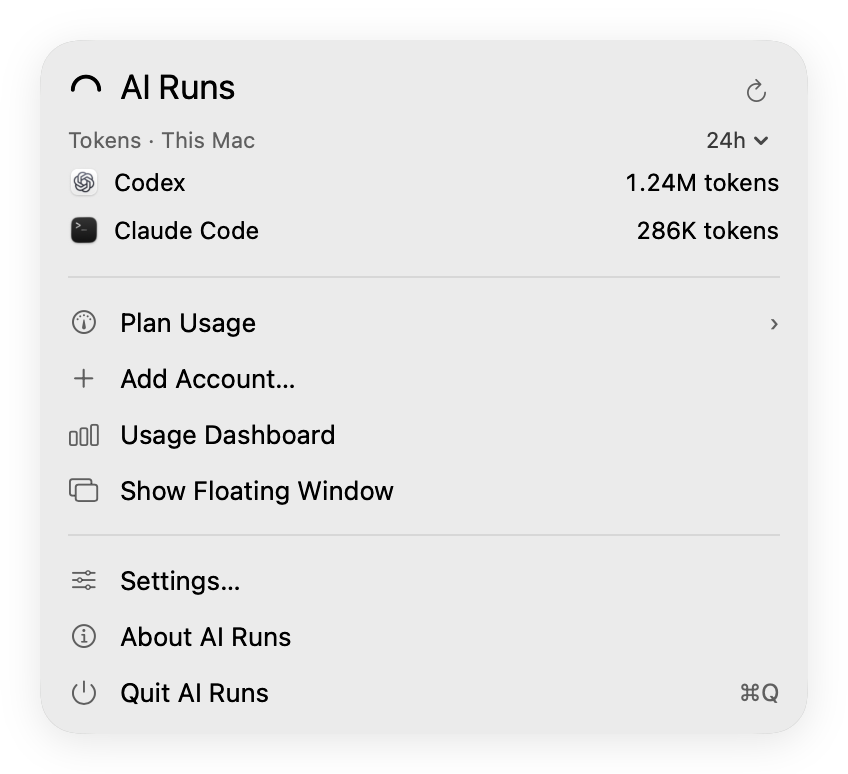 AI Runs
Tokens · This Mac 24h
Codex 1.24M tokens
>_ Claude Code 286K tokens
Plan Usage ›
Add Account...
Usage Dashboard
Show Floating Window
Settings...
About AI Runs
Quit AI Runs ⌘Q